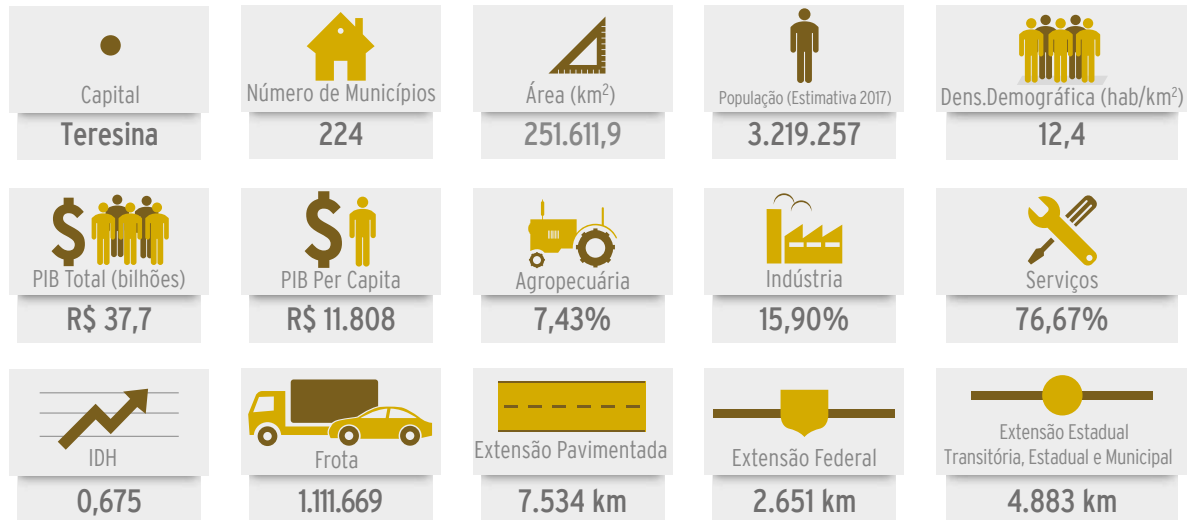 Capital
Teresina
Número de Municípios
224
Área (km²)
251.611,9
População (Estimativa 2017)
3.219.257
Dens.Demográfica (hab/km²)
12,4
PIB Total (bilhões)
R$ 37,7
PIB Per Capita
R$ 11.808
Agropecuária
7,43%
Indústria
15,90%
Serviços
76,67%
IDH
0,675
Frota
1.111.669
Extensão Pavimentada
7.534 km
Extensão Federal
2.651 km
Extensão Estadual
Transitória, Estadual e Municipal
4.883 km